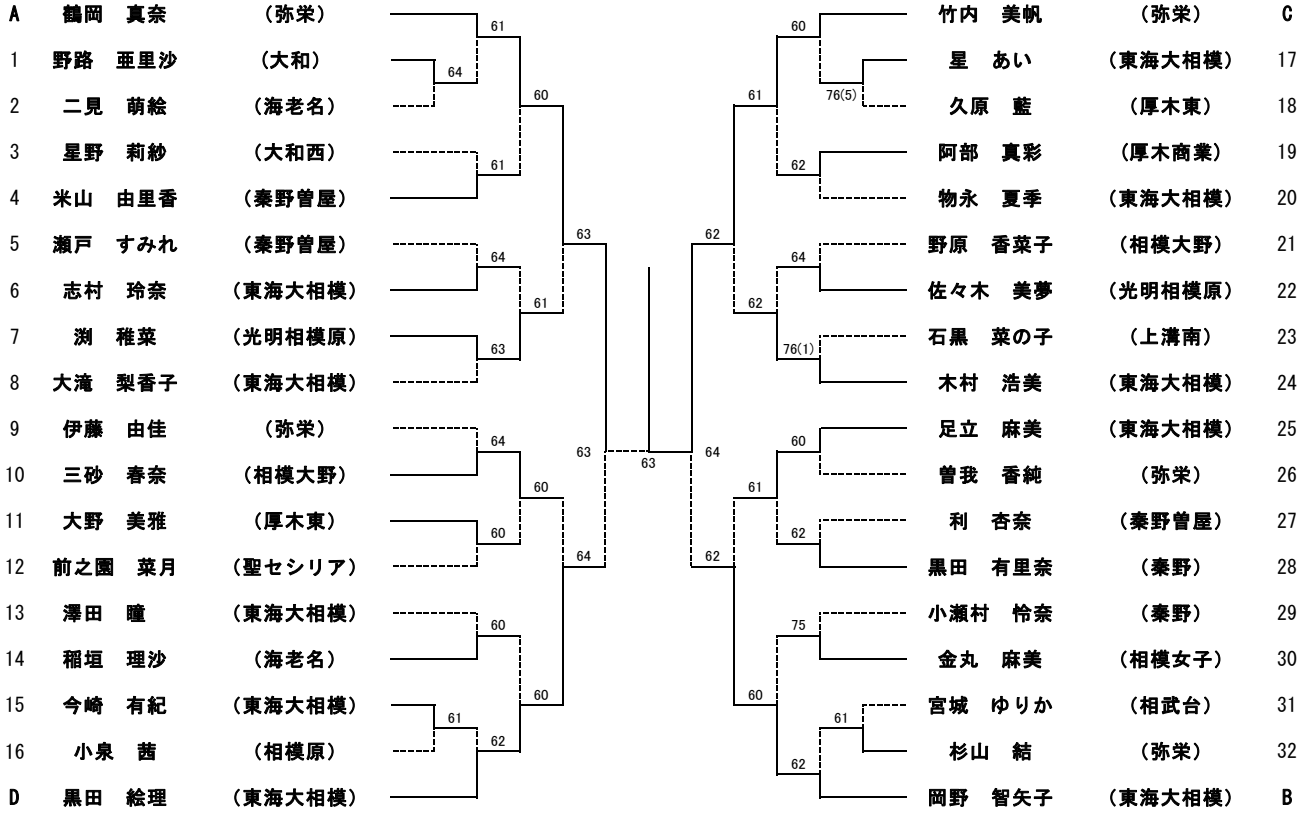 A 鶴岡 真奈 (弥栄) 61 60 竹内 美帆 (弥栄) C
1 野路 亜里沙 (大和) 64 星 あい (東海大相模) 17
2 二見 萌絵 (海老名) 60 61 76(5) 久原 藍 (厚木東) 18
3 星野 莉紗 (大和西) 61 62 阿部 真彩 (厚木商業) 19
4 米山 由里香 (秦野曽屋) 物永 夏季 (東海大相模) 20
5 瀬戸 すみれ (秦野曽屋) 64 63 62 64 野原 香菜子 (相模大野) 21
6 志村 玲奈 (東海大相模) 61 62 佐々木 美夢 (光明相模原) 22
7 渕 稚菜 (光明相模原) 63 76(1) 石黒 菜の子 (上溝南) 23
8 大滝 梨香子 (東海大相模) 木村 浩美 (東海大相模) 24
9 伊藤 由佳 (弥栄) 64 63 63 64 60 足立 麻美 (東海大相模) 25
10 三砂 春奈 (相模大野) 60 61 曽我 香純 (弥栄) 26
11 大野 美雅 (厚木東) 60 62 利 杏奈 (秦野曽屋) 27
12 前之園 菜月 (聖セシリア) 64 62 黒田 有里奈 (秦野) 28
13 澤田 瞳 (東海大相模) 60 75 小瀬村 怜奈 (秦野) 29
14 稲垣 理沙 (海老名) 金丸 麻美 (相模女子) 30
15 今崎 有紀 (東海大相模) 61 60 60 61 宮城 ゆりか (相武台) 31
16 小泉 茜 (相模原) 62 62 杉山 結 (弥栄) 32
D 黒田 絵理 (東海大相模) 岡野 智矢子 (東海大相模) B